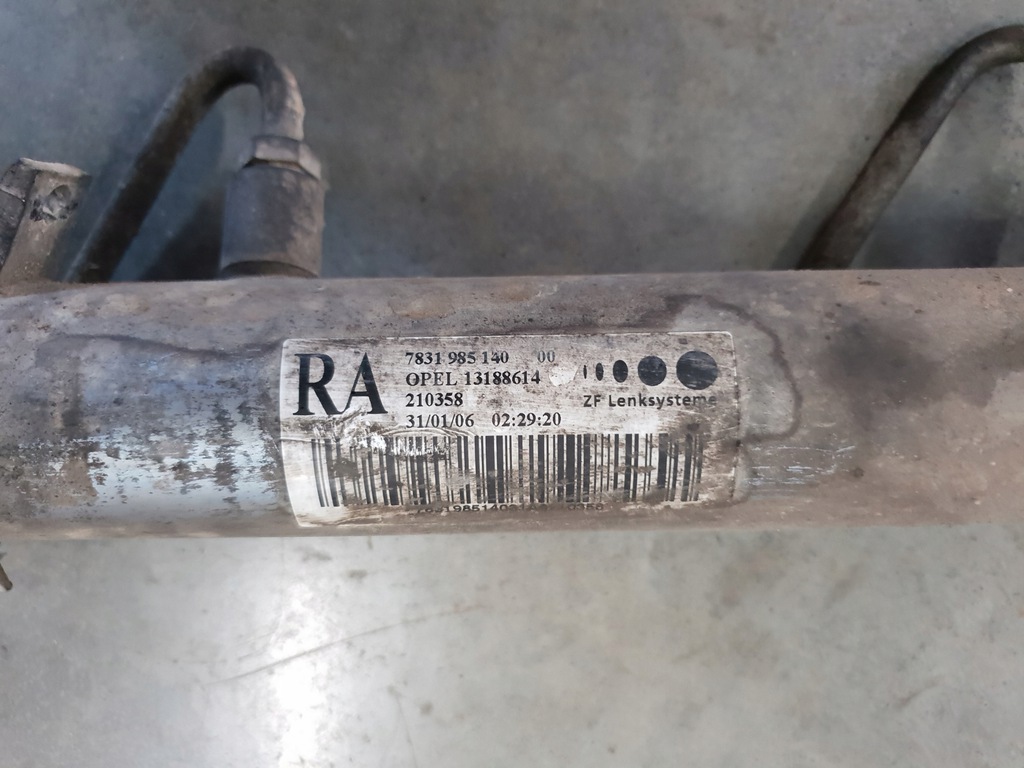 RA
7831 985 140 00
OPEL 13188614
210358
31/01/06 02:29:20
ZF Lenksysteme